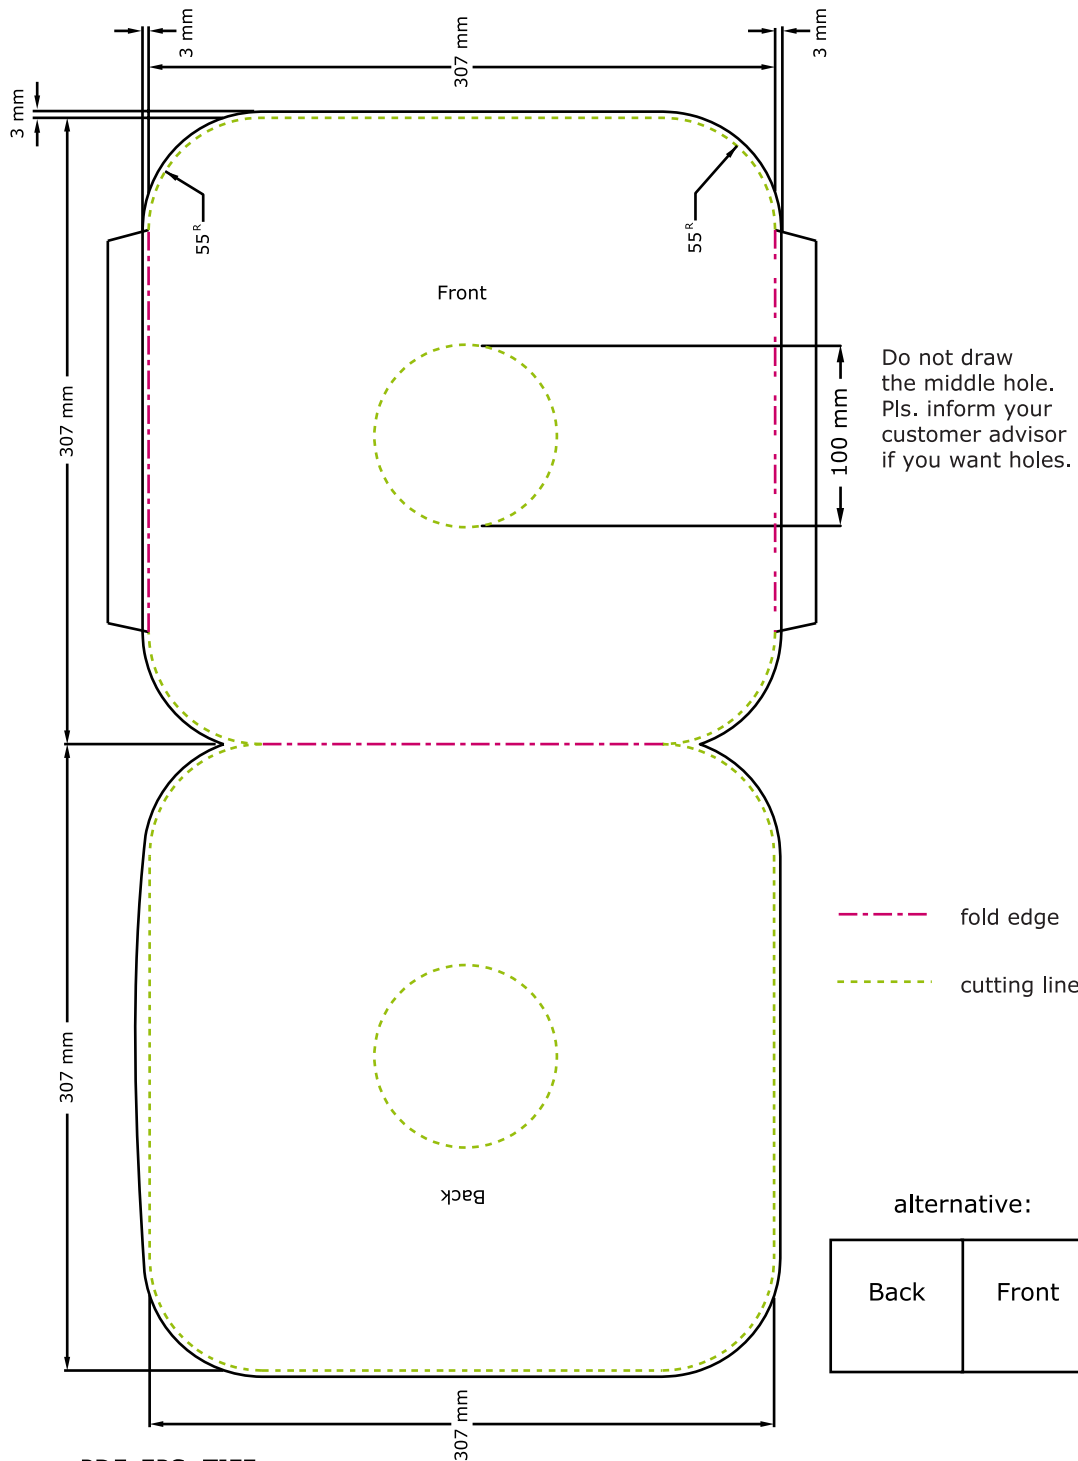 3 mm
307 mm
3 mm
3 mm
55 R
55 R
Front
307 mm
100 mm
Do not draw
the middle hole.
Pls. inform your
customer advisor
if you want holes.
fold edge
cutting line
307 mm
Back
alternative:
Back
Front
307 mm